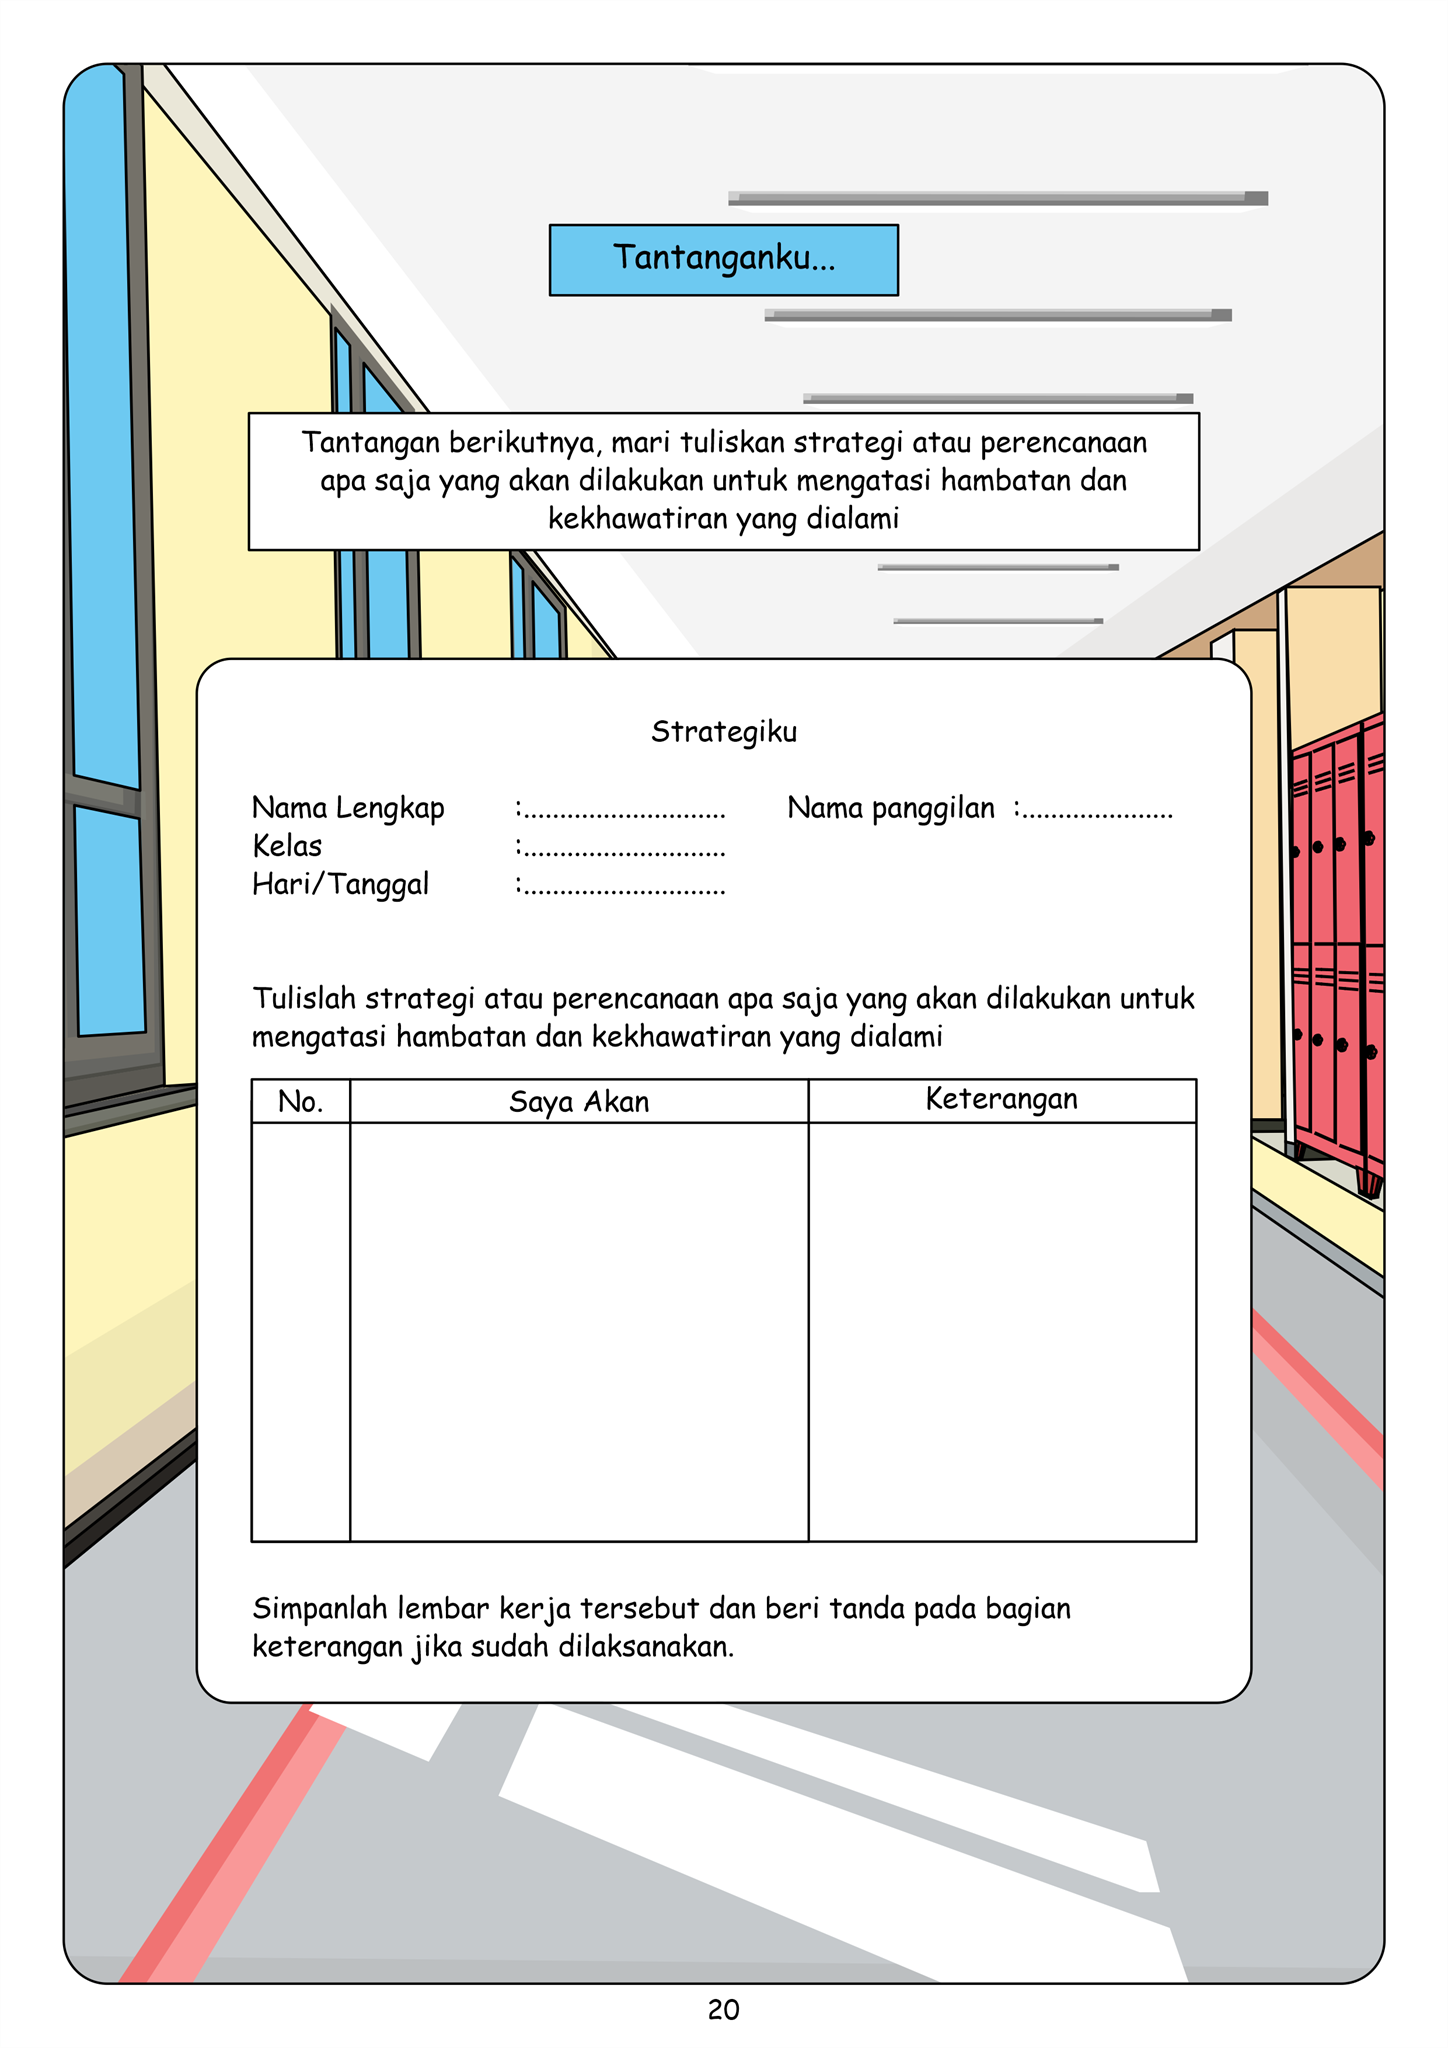 Tantanganku...
Tantangan berikutnya, mari tuliskan strategi atau perencanaan
apa saja yang akan dilakukan untuk mengatasi hambatan dan
kekhawatiran yang dialami
Strategiku
Nama Lengkap :............................ Nama panggilan :.....................
Kelas :............................
Hari/Tanggal :............................
Tulislah strategi atau perencanaan apa saja yang akan dilakukan untuk
mengatasi hambatan dan kekhawatiran yang dialami
No. Saya Akan Keterangan
Simpanlah lembar kerja tersebut dan beri tanda pada bagian
keterangan jika sudah dilaksanakan.
20